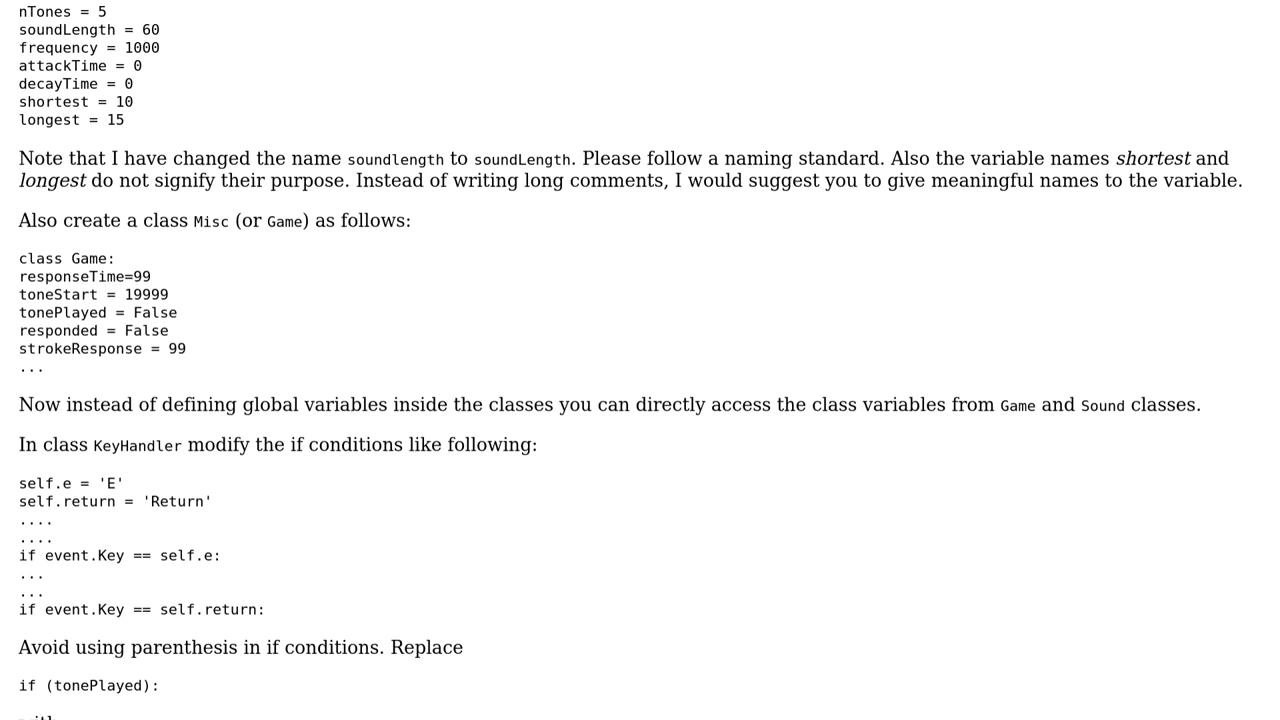 nTones = 5
soundLength = 60
frequency = 1000
attackTime = 0
decayTime = 0
shortest = 10
longest = 15
Note that I have changed the name soundlength to soundLength. Please follow a naming standard. Also the variable names shortest and
longest do not signify their purpose. Instead of writing long comments, I would suggest you to give meaningful names to the variable.
Also create a class Misc (or Game) as follows:
class Game:
responseTime=99
toneStart = 19999
tonePlayed = False
responded = False
strokeResponse = 99
...
Now instead of defining global variables inside the classes you can directly access the class variables from Game and Sound classes.
In class KeyHandler modify the if conditions like following:
self.e = 'E'
self.return = 'Return'
....
....
if event.Key == self.e:
...
...
if event.Key == self.return:
Avoid using parenthesis in if conditions. Replace
if (tonePlayed):